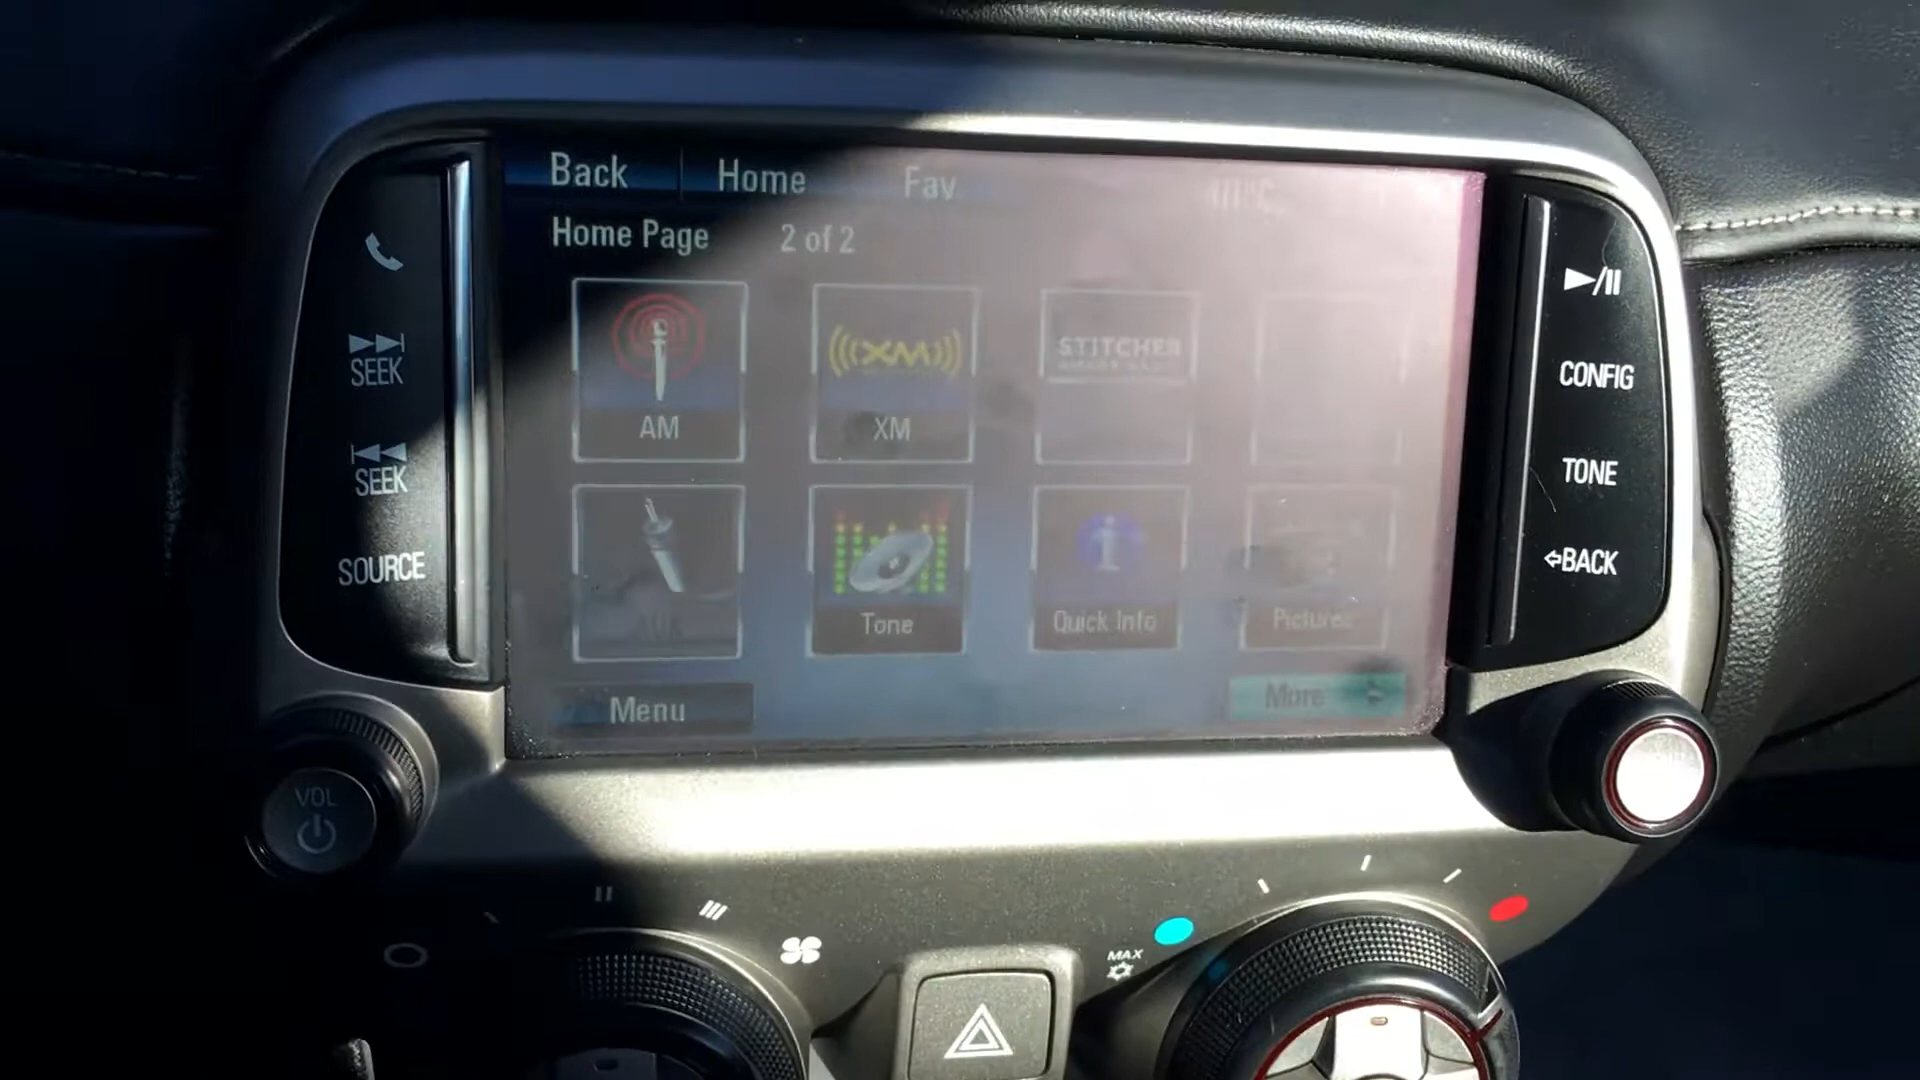 Back Home Fav
Home Page 2 of 2
AM
XM
STITCHER
Tone
Quick Info
Pictures
Menu
More
SEEK
SEEK
SOURCE
VOL
CONFIG
TONE
BACK
MAX